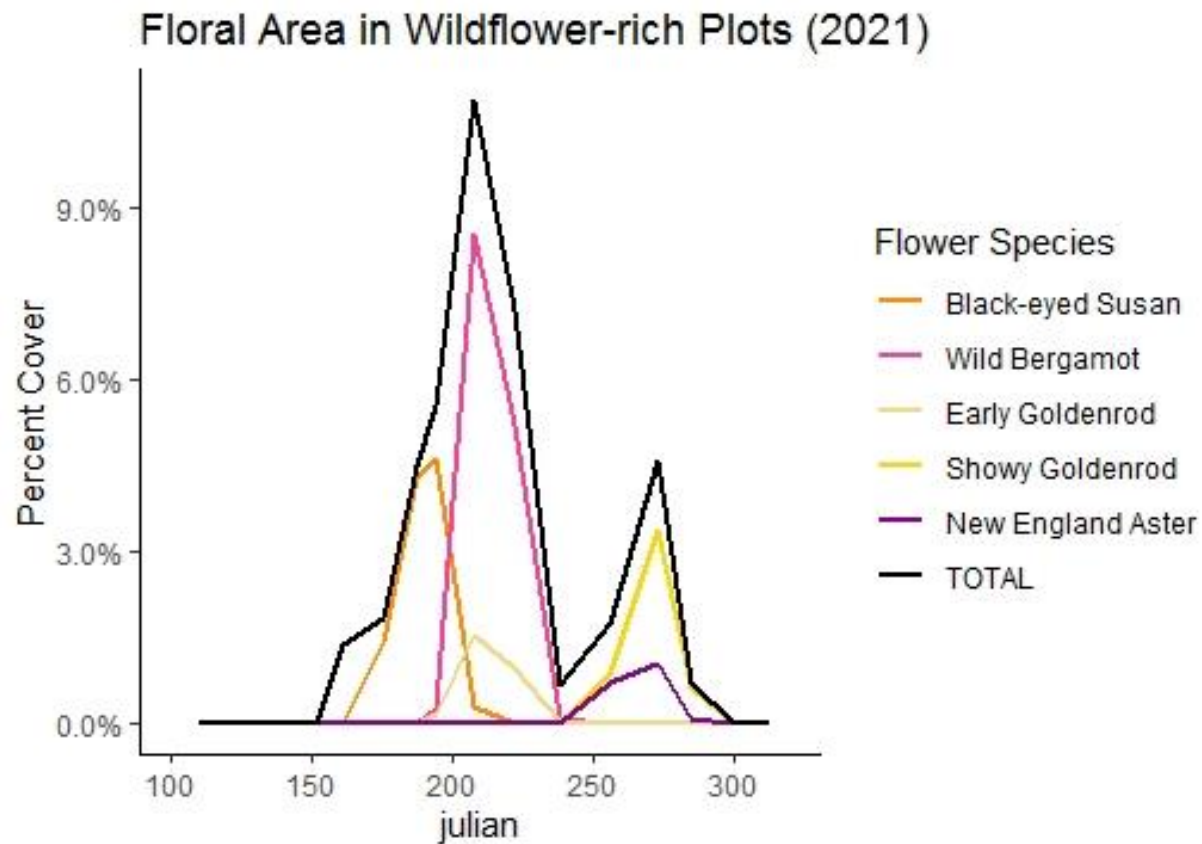 Floral Area in Wildflower-rich Plots (2021)
Percent Cover
9.0%
6.0%
3.0%
0.0%
100 150 200 250 300
julian
Flower Species
Black-eyed Susan
Wild Bergamot
Early Goldenrod
Showy Goldenrod
New England Aster
TOTAL